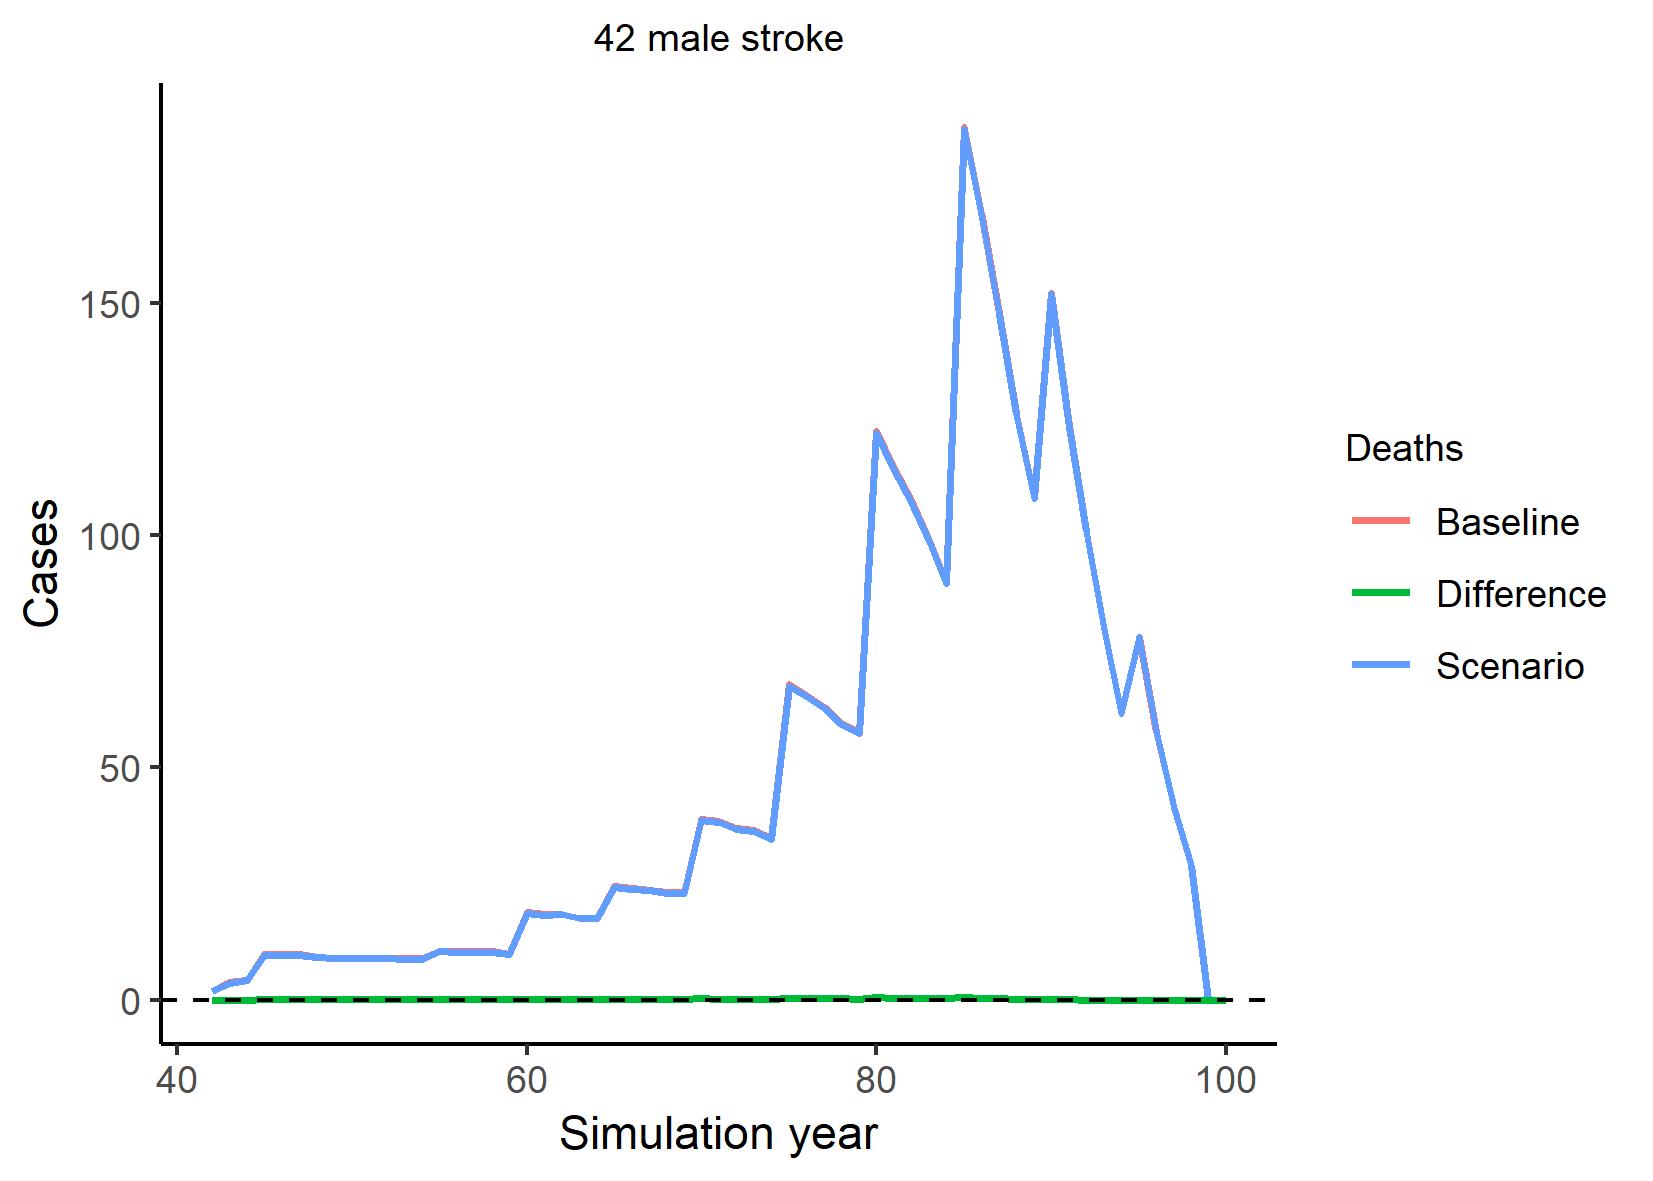 42 male stroke
Cases
150
100
50
0
40 60 80 100
Simulation year
Deaths
Baseline
Difference
Scenario